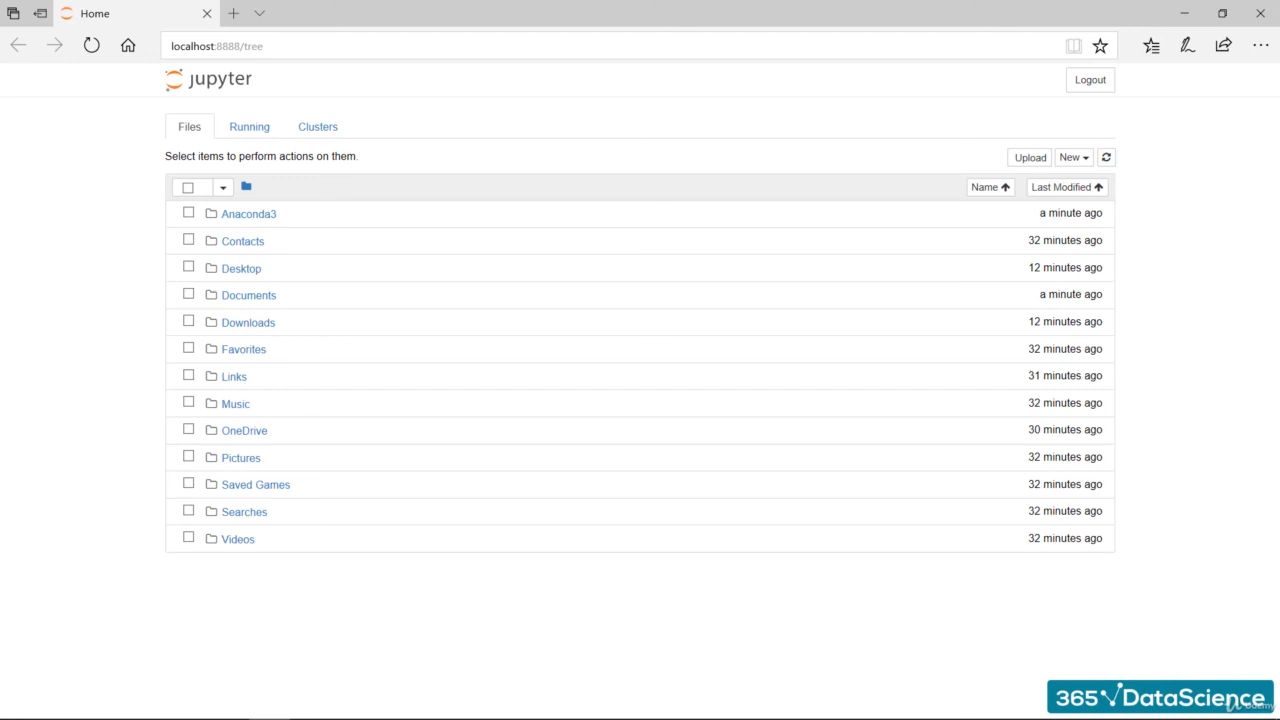 Home
localhost:8888/tree
jupyter
Logout
Files Running Clusters
Select items to perform actions on them.
Upload New
Name Last Modified
Anaconda3 a minute ago
Contacts 32 minutes ago
Desktop 12 minutes ago
Documents a minute ago
Downloads 12 minutes ago
Favorites 32 minutes ago
Links 31 minutes ago
Music 32 minutes ago
OneDrive 30 minutes ago
Pictures 32 minutes ago
Saved Games 32 minutes ago
Searches 32 minutes ago
Videos 32 minutes ago
365 DataScience
Udemy